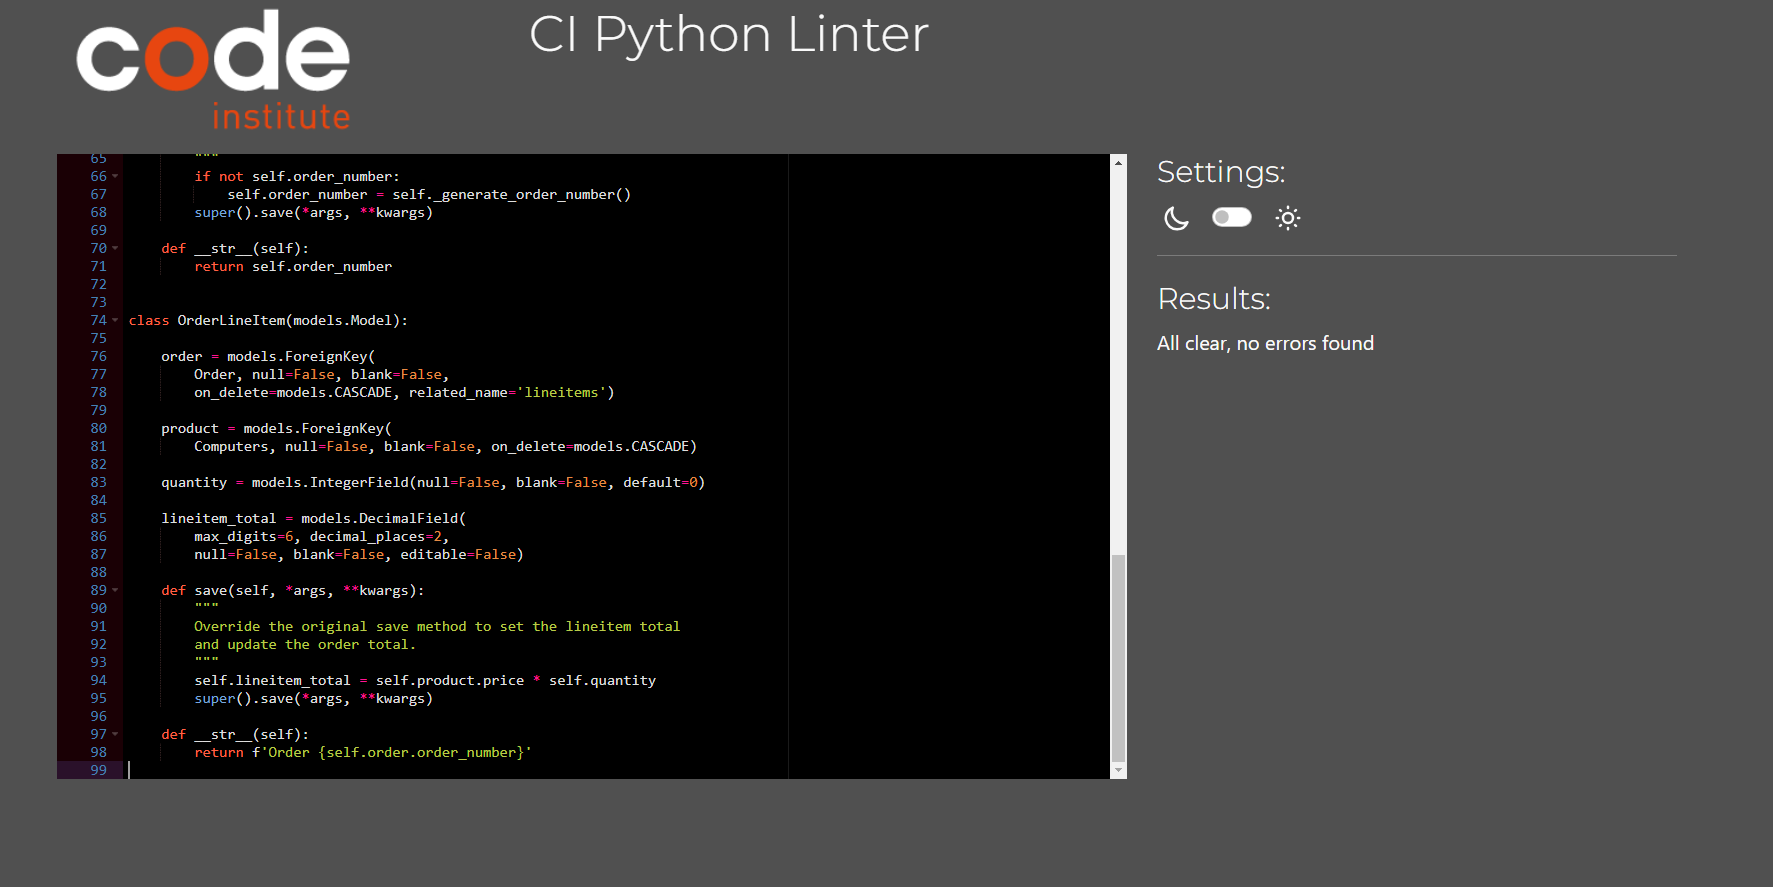 code
institute
CI Python Linter
65 """
66 if not self.order_number:
67 self.order_number = self._generate_order_number()
68 super().save(*args, **kwargs)
69
70 def __str__(self):
71 return self.order_number
72
73
74 class OrderLineItem(models.Model):
75
76 order = models.ForeignKey(
77 Order, null=False, blank=False,
78 on_delete=models.CASCADE, related_name='lineitems')
79
80 product = models.ForeignKey(
81 Computers, null=False, blank=False, on_delete=models.CASCADE)
82
83 quantity = models.IntegerField(null=False, blank=False, default=0)
84
85 lineitem_total = models.DecimalField(
86 max_digits=6, decimal_places=2,
87 null=False, blank=False, editable=False)
88
89 def save(self, *args, **kwargs):
90 """
91 Override the original save method to set the lineitem total
92 and update the order total.
93 """
94 self.lineitem_total = self.product.price * self.quantity
95 super().save(*args, **kwargs)
96
97 def __str__(self):
98 return f'Order {self.order.order_number}'
99
Settings:
Results:
All clear, no errors found